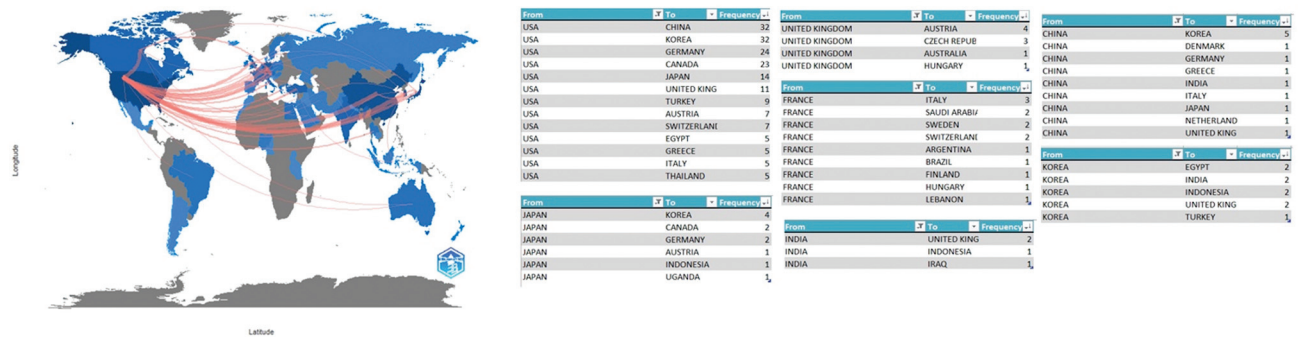 Longitude
Latitude
From To Frequency
USA CHINA 32
USA KOREA 32
USA GERMANY 24
USA CANADA 23
USA JAPAN 14
USA UNITED KING 11
USA TURKEY 9
USA AUSTRIA 7
USA SWITZERLANI 7
USA EGYPT 5
USA GREECE 5
USA ITALY 5
USA THAILAND 5
From To Frequency
JAPAN KOREA 4
JAPAN CANADA 2
JAPAN GERMANY 2
JAPAN AUSTRIA 1
JAPAN INDONESIA 1
JAPAN UGANDA 1
From To Frequency
UNITED KINGDOM AUSTRIA 4
UNITED KINGDOM CZECH REPUB 3
UNITED KINGDOM AUSTRALIA 1
UNITED KINGDOM HUNGARY 1
From To Frequency
FRANCE ITALY 3
FRANCE SAUDI ARABI 2
FRANCE SWEDEN 2
FRANCE SWITZERLANI 2
FRANCE ARGENTINA 1
FRANCE BRAZIL 1
FRANCE FINLAND 1
FRANCE HUNGARY 1
FRANCE LEBANON 1
From To Frequency
INDIA UNITED KING 2
INDIA INDONESIA 1
INDIA IRAQ 1
From To Frequency
CHINA KOREA 5
CHINA DENMARK 1
CHINA GERMANY 1
CHINA GREECE 1
CHINA INDIA 1
CHINA ITALY 1
CHINA JAPAN 1
CHINA NETHERLAND 1
CHINA UNITED KING 1
From To Frequency
KOREA EGYPT 2
KOREA INDIA 2
KOREA INDONESIA 2
KOREA UNITED KING 2
KOREA TURKEY 1